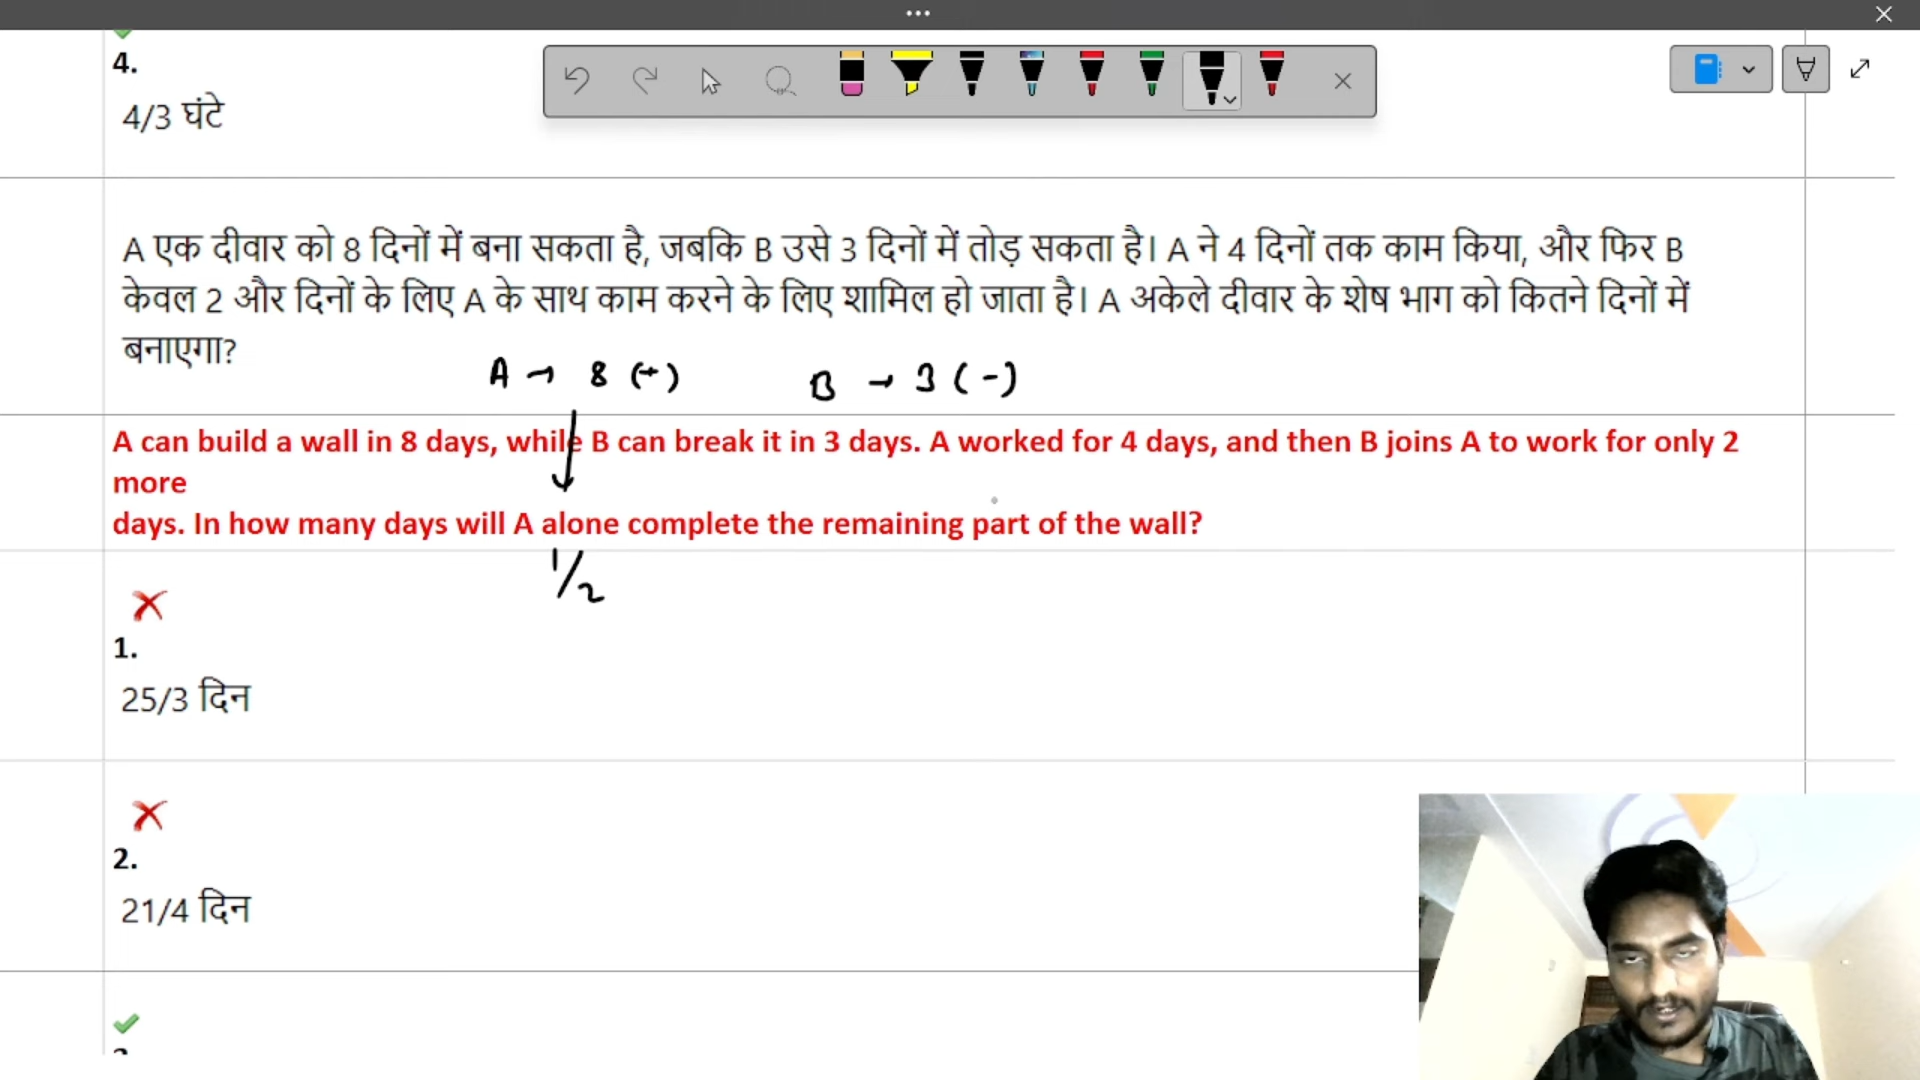 4.
4/3 घंटे
A एक दीवार को 8 दिनों में बना सकता है, जबकि B उसे 3 दिनों में तोड़ सकता है। A ने 4 दिनों तक काम किया, और फिर B
केवल 2 और दिनों के लिए A के साथ काम करने के लिए शामिल हो जाता है। A अकेले दीवार के शेष भाग को कितने दिनों में
बनाएगा?
A → 8 (+) B → 3 (-)
A can build a wall in 8 days, while B can break it in 3 days. A worked for 4 days, and then B joins A to work for only 2
more
days. In how many days will A alone complete the remaining part of the wall?
1/2
1.
25/3 दिन
2.
21/4 दिन